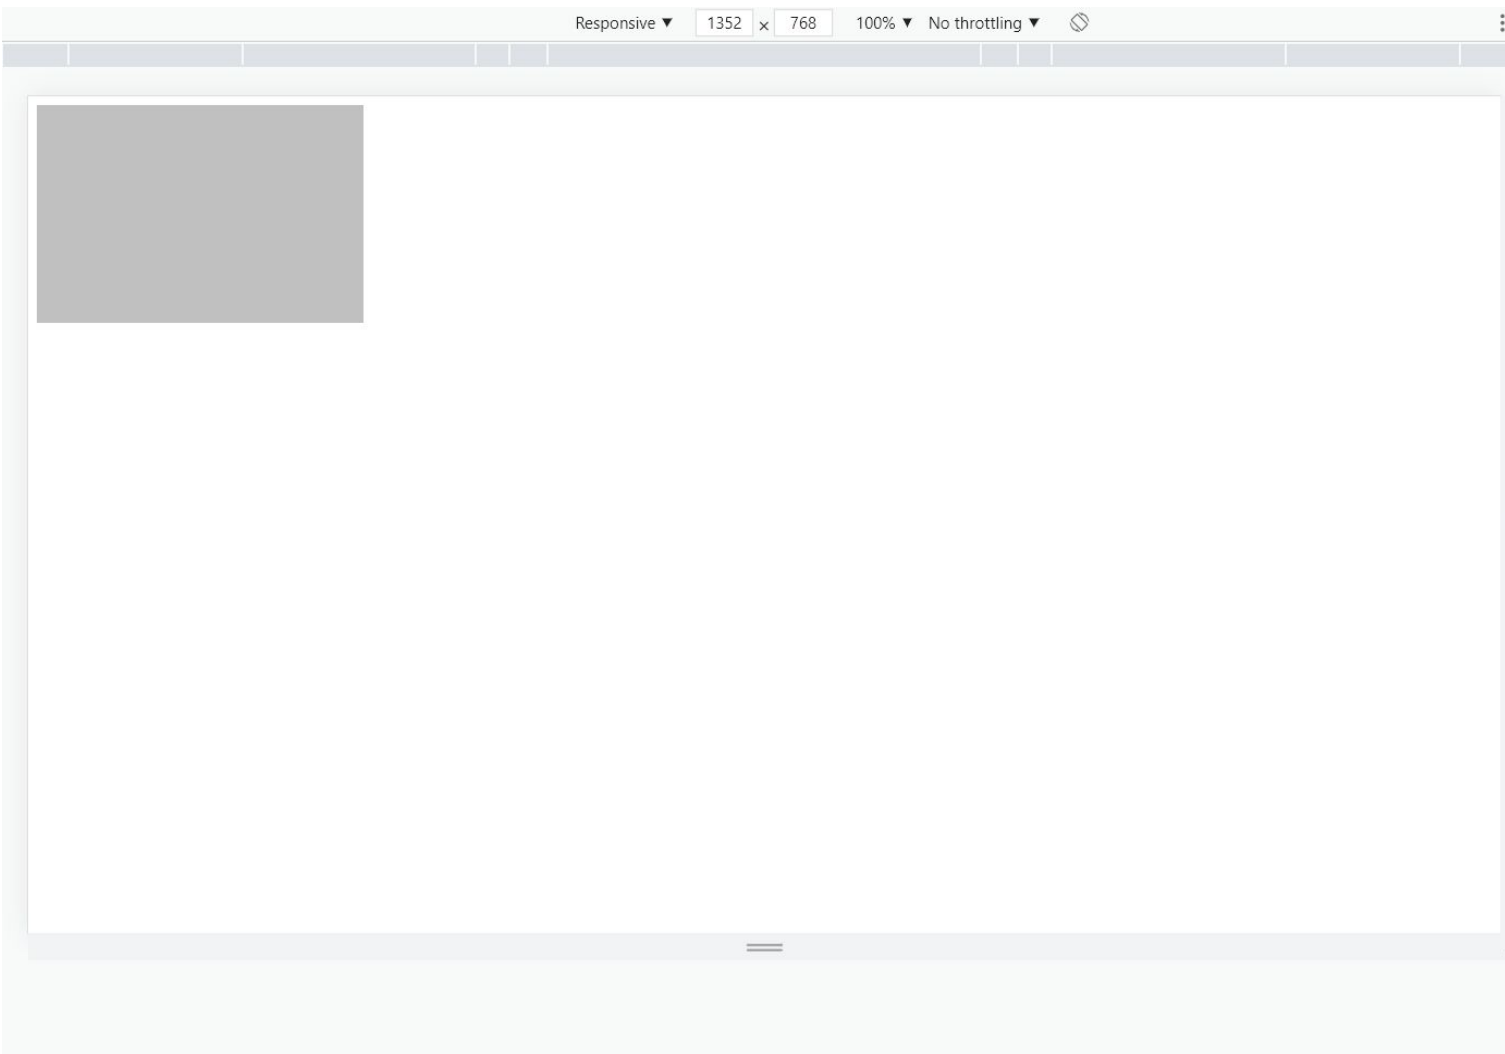 Responsive ▼ 1352 × 768 100% ▼ No throttling ▼